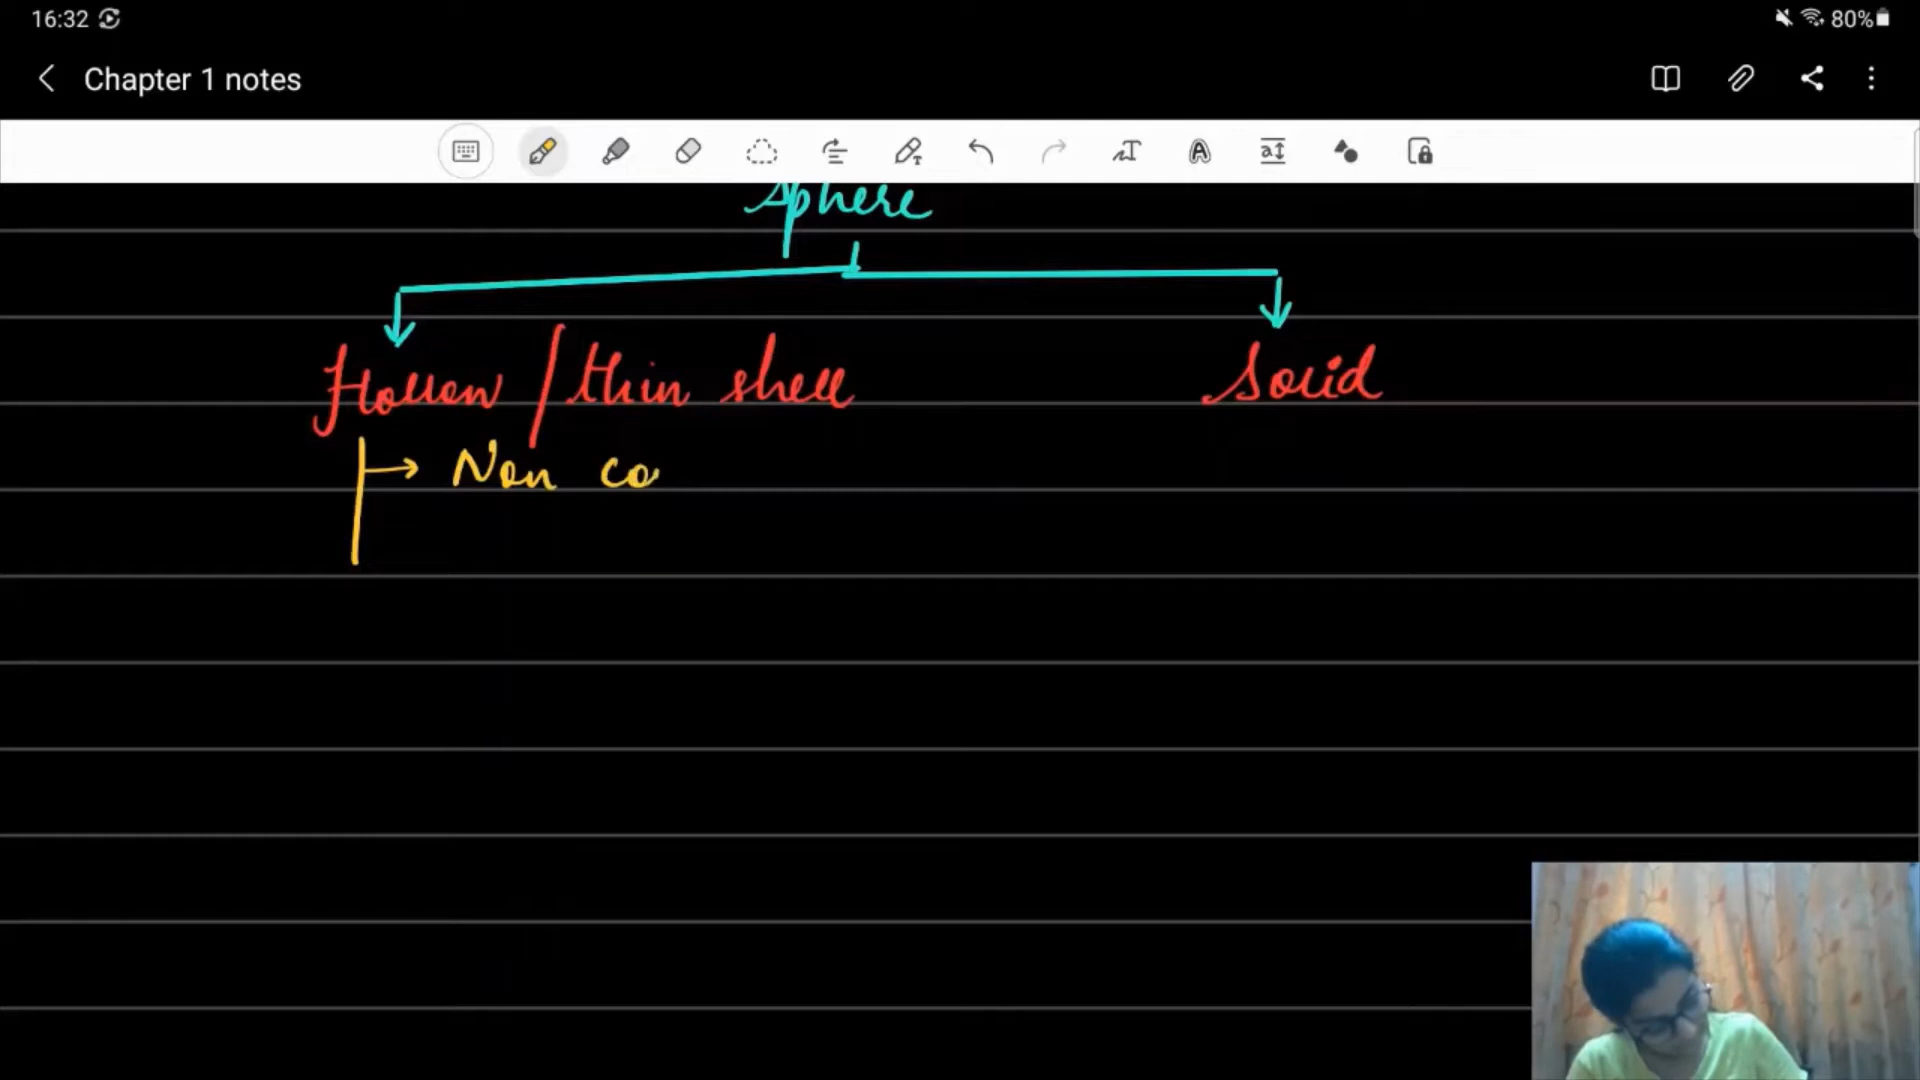 16:32 80%
Chapter 1 notes
Sphere
Hollow / thin shell Solid
Non co